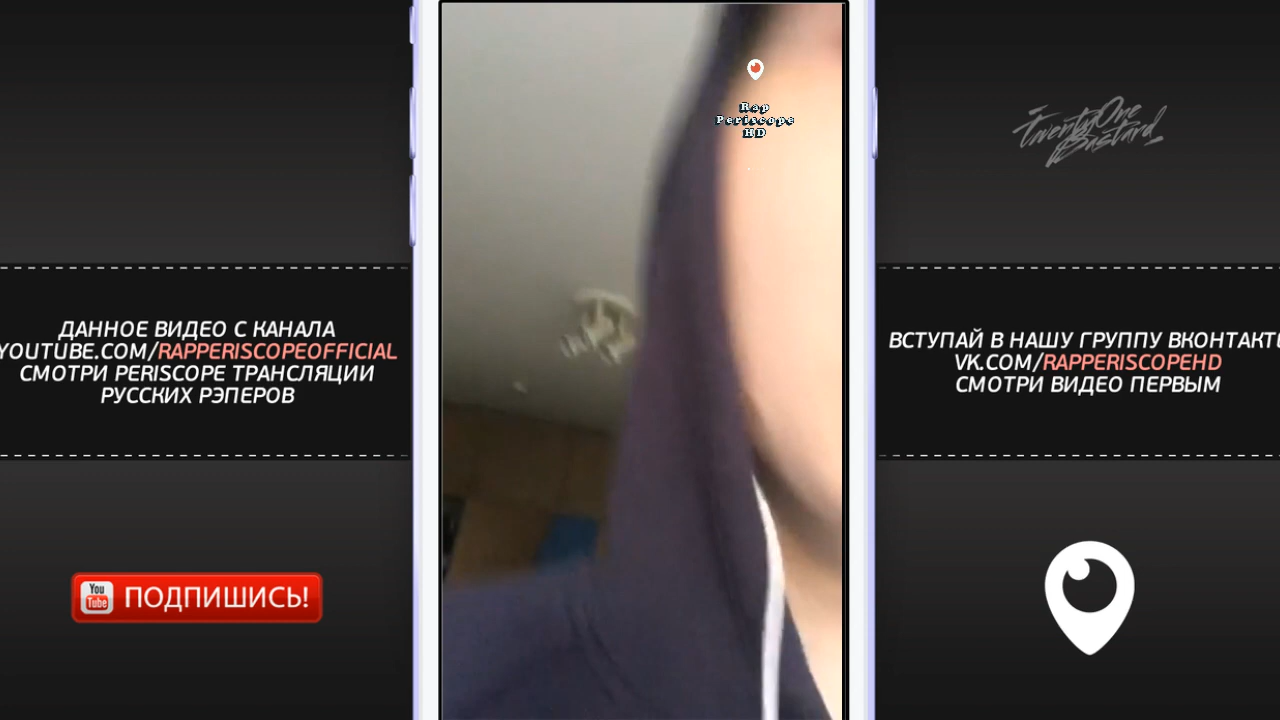 ДАННОЕ ВИДЕО С КАНАЛА
YOUTUBE.COM/RAPPERISCOPEOFFICIAL
СМОТРИ PERISCOPE ТРАНСЛЯЦИИ
РУССКИХ РЭПЕРОВ
You
Tube
ПОДПИШИСЬ!
Rap
Periscope
HD
TwentyOne
Bastard
ВСТУПАЙ В НАШУ ГРУППУ ВКОНТАКТЕ
VK.COM/RAPPERISCOPEHD
СМОТРИ ВИДЕО ПЕРВЫМ